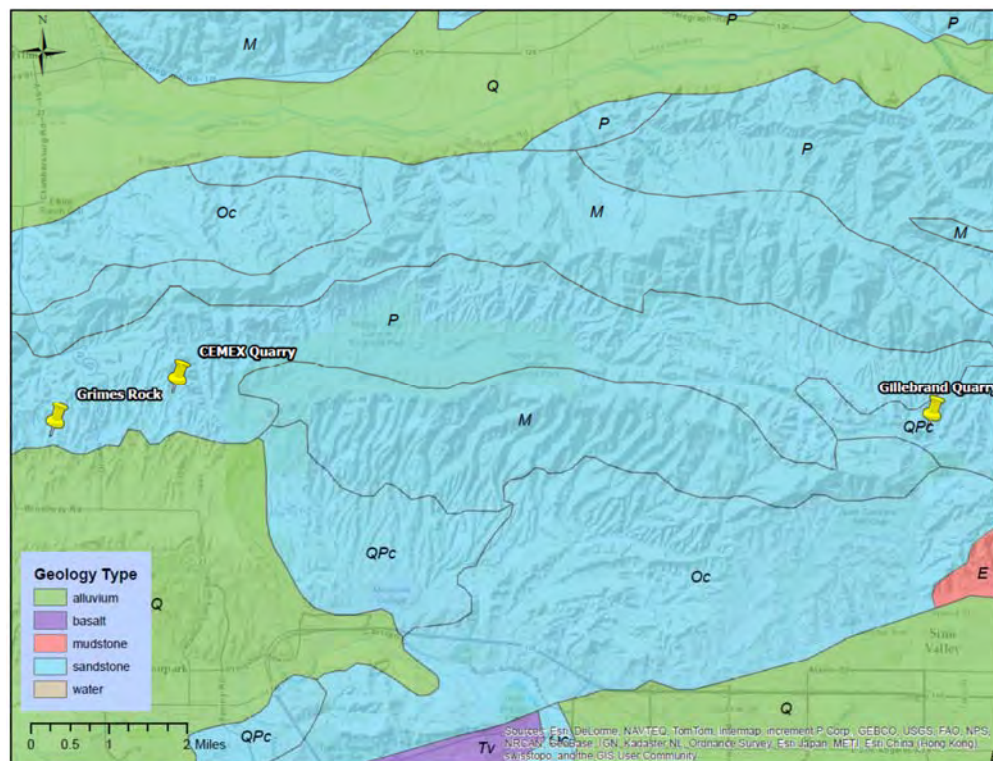 N
M
P
P
Q
P
P
Oc
M
M
P
CEMEX Quarry
Grimes Rock
Gillebrand Quarry
QPc
M
QPc
Oc
E
Geology Type
alluvium
basalt
mudstone
sandstone
water
Q
Simi
Valley
Q
0 0.5 1 2 Miles
QPc
Tv
Sources: Esri, DeLorme, NAVTEQ, TomTom, Intermap, increment P Corp., GEBCO, USGS, FAO, NPS,
NRCAN, GeoBase, IGN, Kadaster NL, Ordnance Survey, Esri Japan, METI, Esri China (Hong Kong),
swisstopo, and the GIS User Community